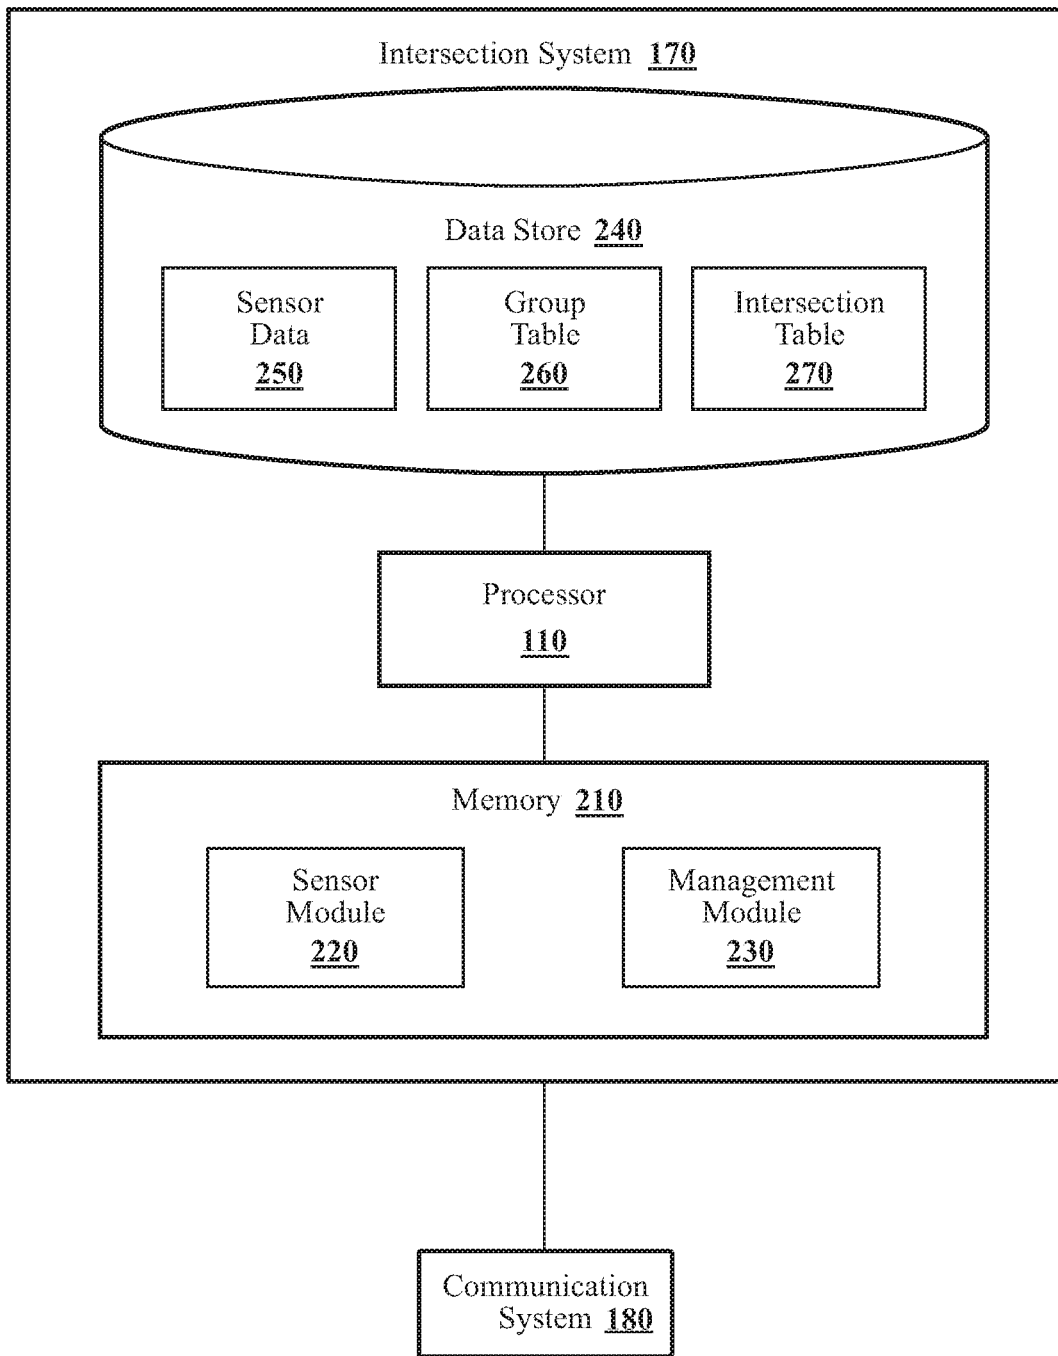 Intersection System 170
Data Store 240
Sensor
Data
250
Group
Table
260
Intersection
Table
270
Processor
110
Memory 210
Sensor
Module
220
Management
Module
230
Communication
System 180